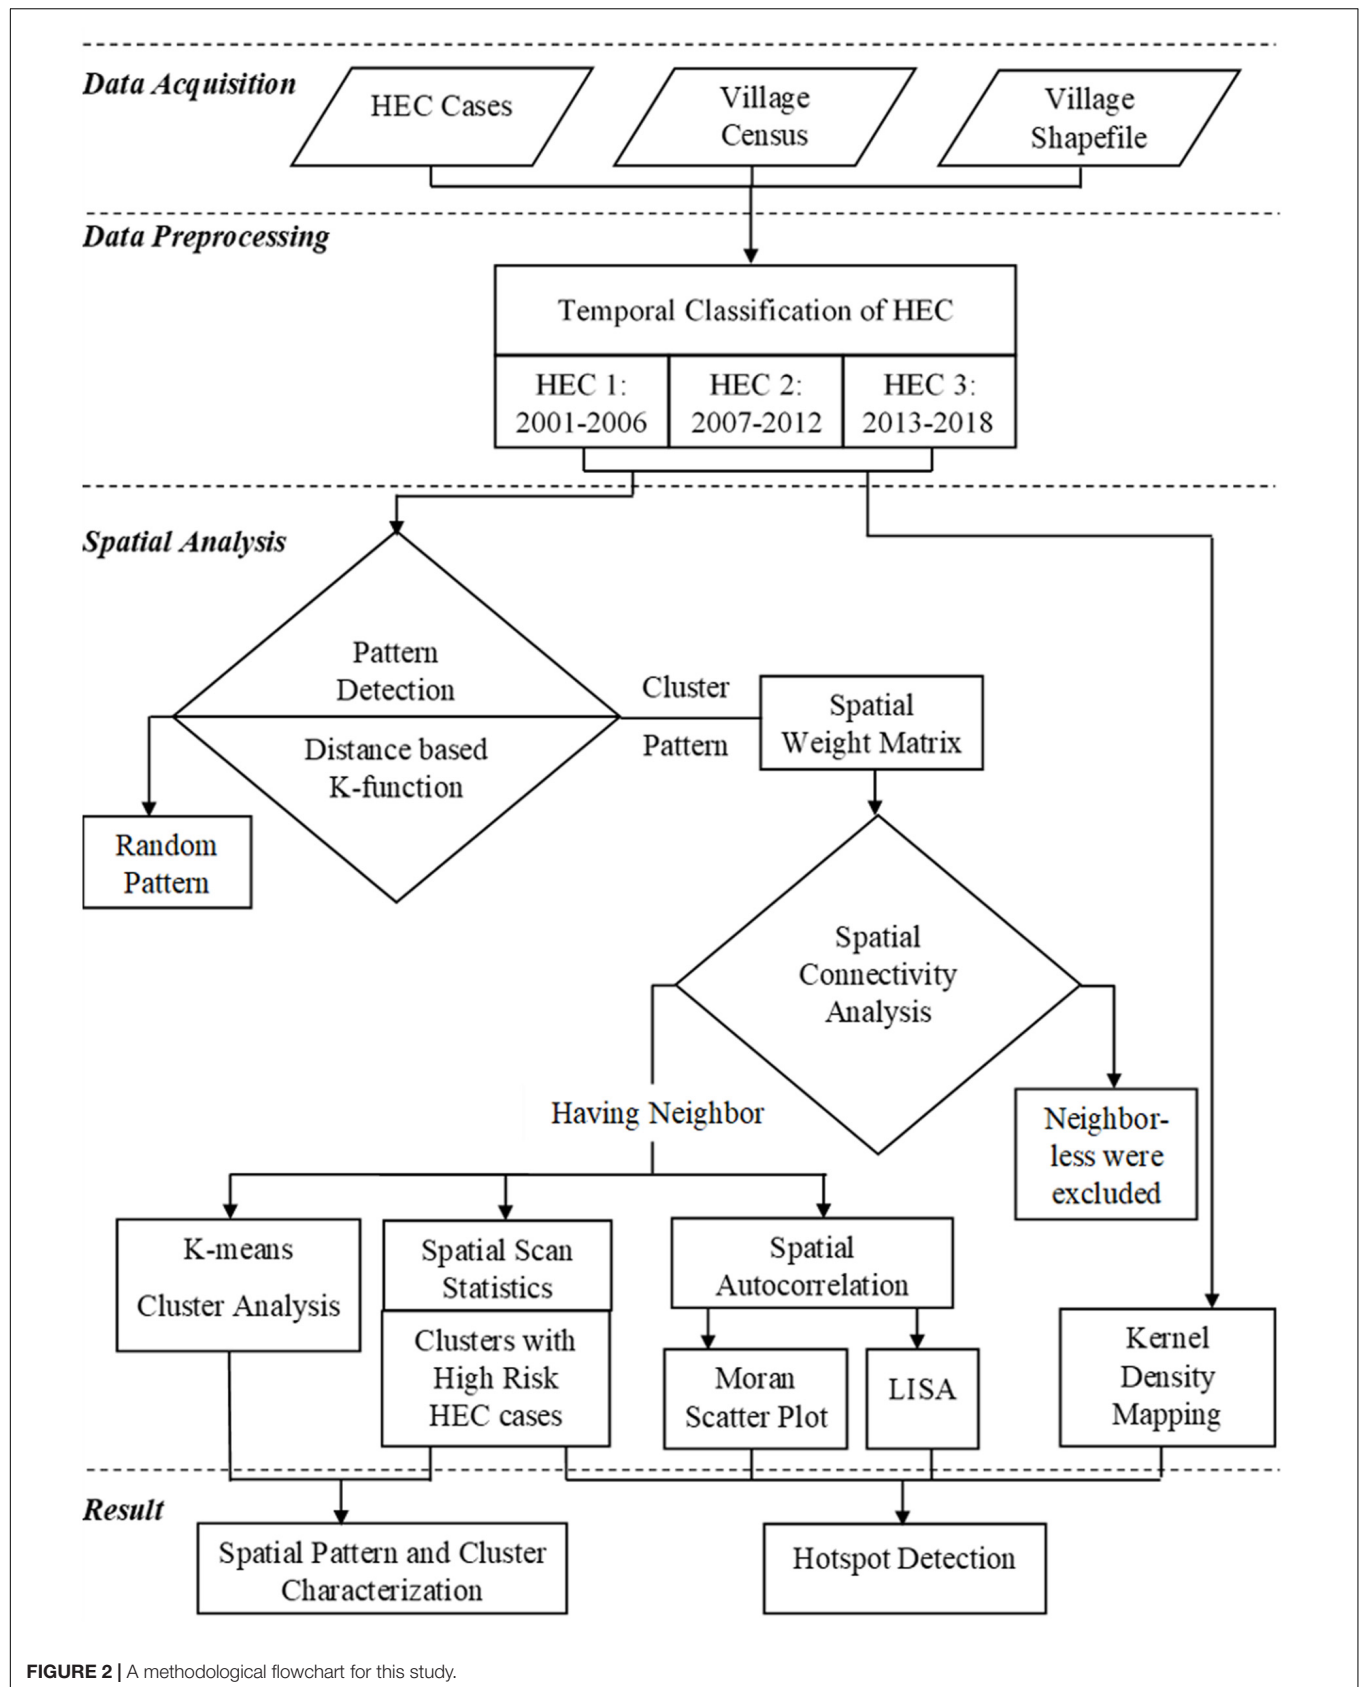 Data Acquisition
HEC Cases
Village
Census
Village
Shapefile
Data Preprocessing
Temporal Classification of HEC
HEC 1:
2001-2006
HEC 2:
2007-2012
HEC 3:
2013-2018
Spatial Analysis
Pattern
Detection
Distance based
K-function
Cluster
Pattern
Spatial
Weight Matrix
Random
Pattern
Spatial
Connectivity
Analysis
Having Neighbor
Neighbor-
less were
excluded
K-means
Cluster Analysis
Spatial Scan
Statistics
Clusters with
High Risk
HEC cases
Spatial
Autocorrelation
Moran
Scatter Plot
LISA
Kernel
Density
Mapping
Result
Spatial Pattern and Cluster
Characterization
Hotspot Detection
FIGURE 2 | A methodological flowchart for this study.